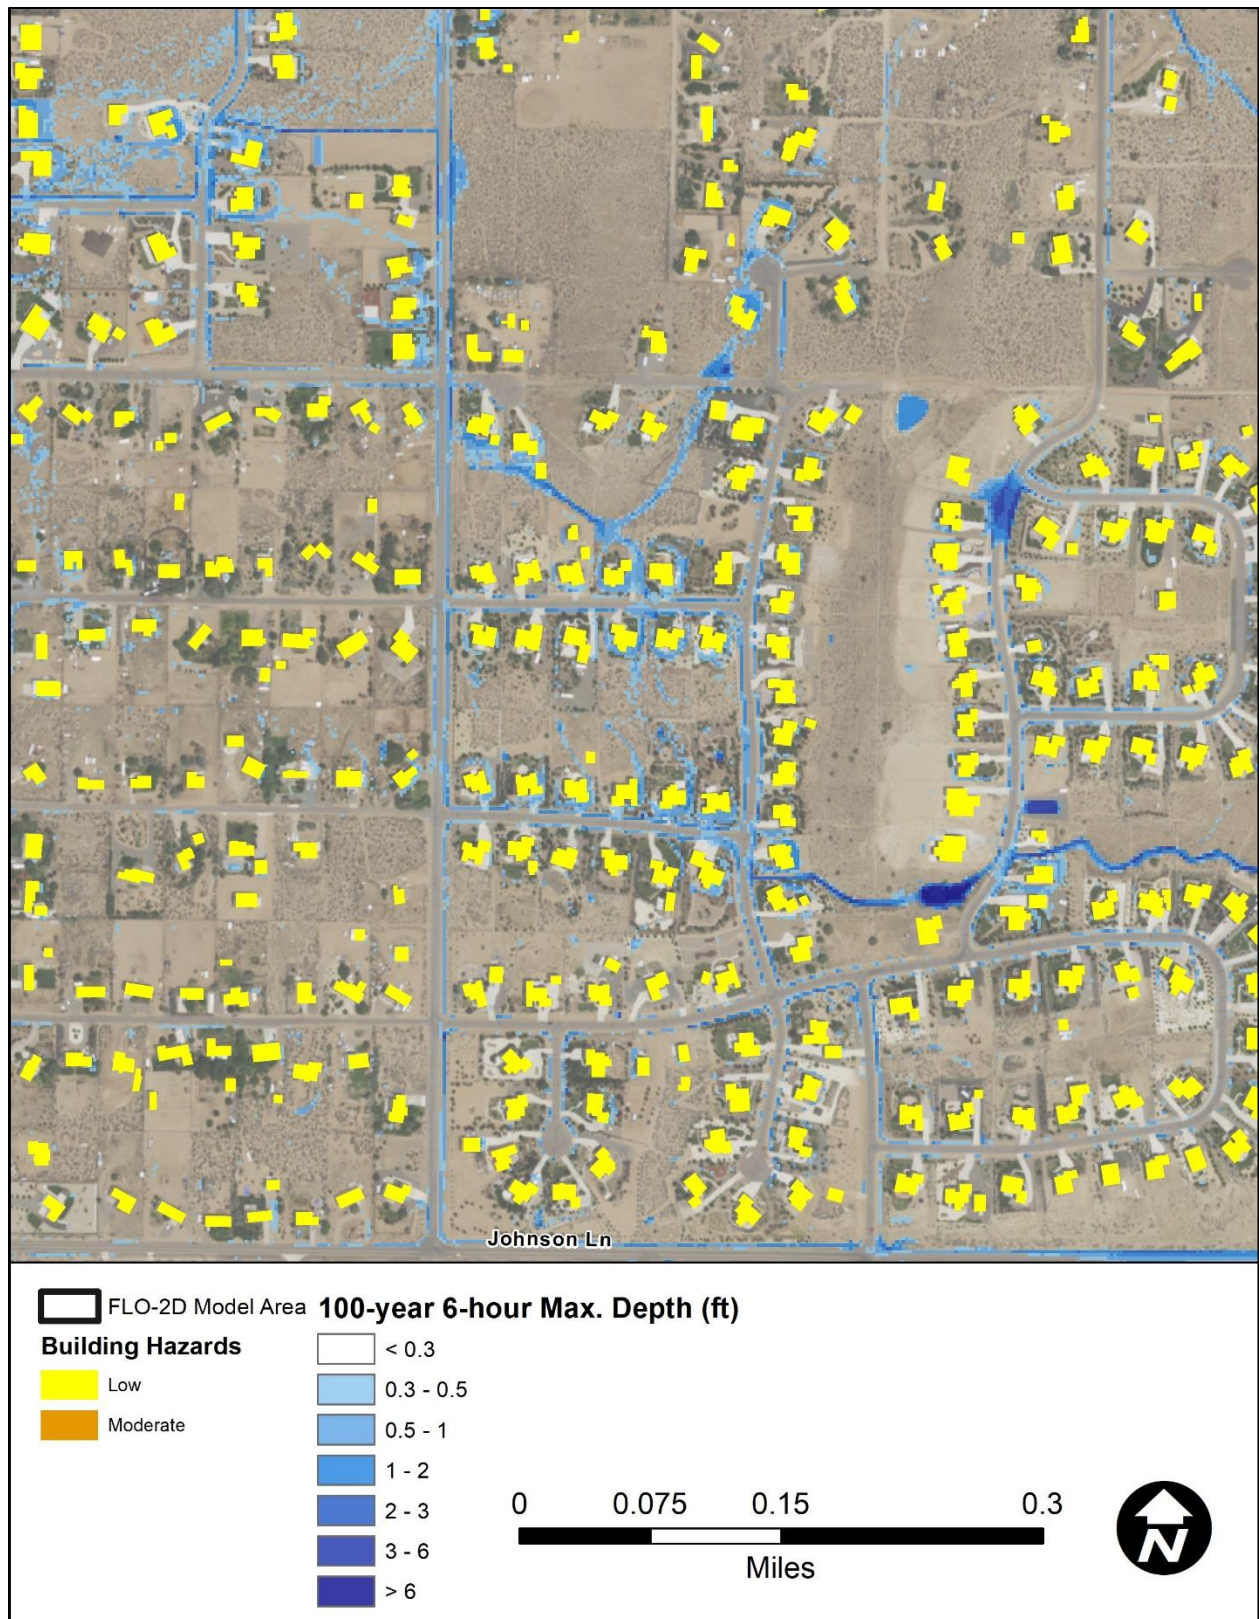 Johnson Ln
FLO-2D Model Area
100-year 6-hour Max. Depth (ft)
Building Hazards
< 0.3
Low
0.3 - 0.5
Moderate
0.5 - 1
1 - 2
2 - 3
3 - 6
> 6
0 0.075 0.15 0.3
Miles
N